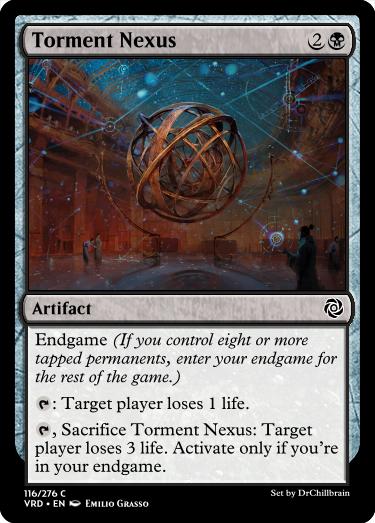 Torment Nexus 2
Artifact
Endgame (If you control eight or more
tapped permanents, enter your endgame for
the rest of the game.)
: Target player loses 1 life.
, Sacrifice Torment Nexus: Target
player loses 3 life. Activate only if you're
in your endgame.
116/276 C
VRD • EN Emilio Grasso
Set by DrChillbrain